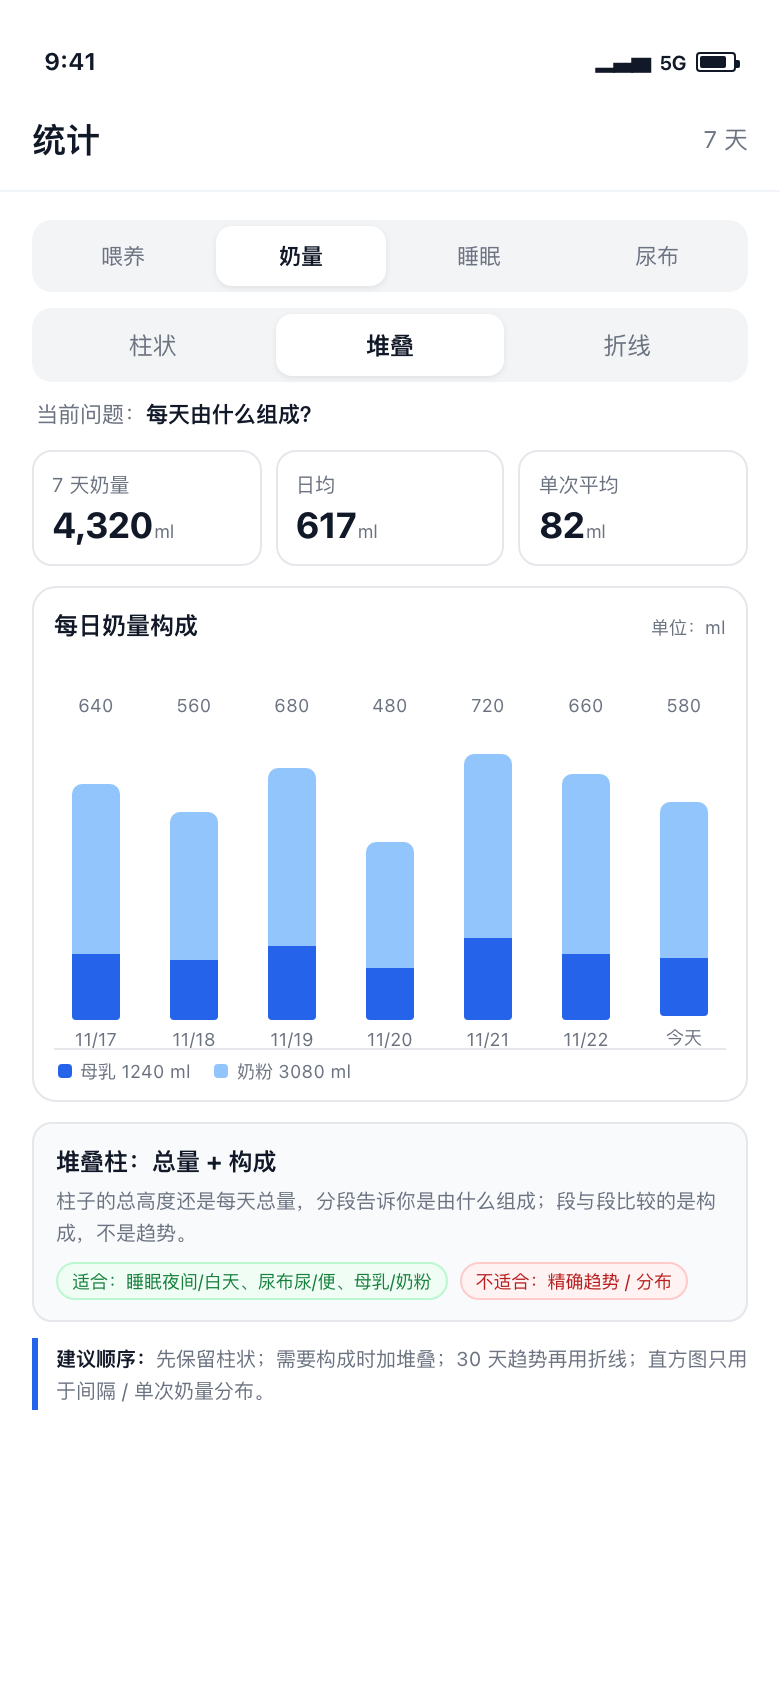 9:41
5G
统计
7 天
喂养
奶量
睡眠
尿布
柱状
堆叠
折线
当前问题：每天由什么组成?
7 天奶量
日均
单次平均
4,320ml
617ml
82ml
每日奶量构成
单位：ml
640
560
680
480
720
660
580
11/17
11/18
11/19
11/20
11/21
11/22
今天
母乳 1240 ml
奶粉 3080 ml
堆叠柱：总量 + 构成
柱子的总高度还是每天总量，分段告诉你是由什么组成；段与段比较的是构
成，不是趋势。
适合：睡眠夜间/白天、尿布尿/便、母乳/奶粉
不适合：精确趋势 / 分布
建议顺序：先保留柱状；需要构成时加堆叠；30 天趋势再用折线；直方图只用
于间隔 / 单次奶量分布。